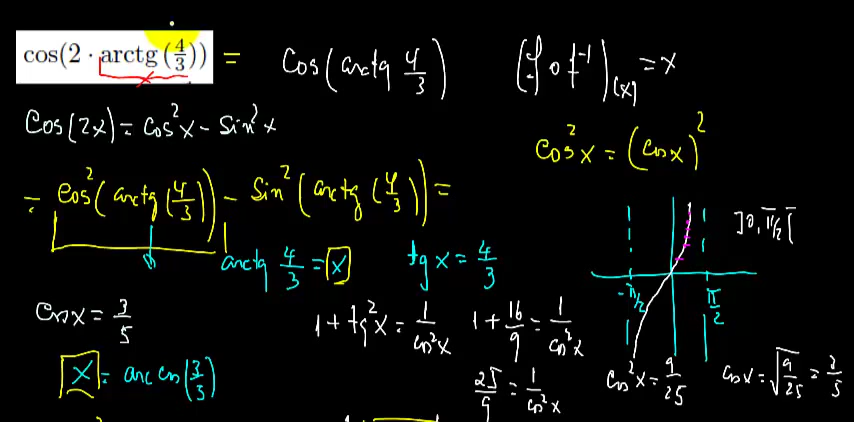 cos(2 · arctg(4/3)) = Cos(arctg 4/3) (f o f⁻¹)(x) = x
Cos(2x) = Cos²x - Sin²x
Cos²x = (Cosx)²
= Cos²(arctg(4/3)) - Sin²(arctg(4/3)) =
]0, π/2[
arctg 4/3 = x tg x = 4/3
-π/2 π/2
Cosx = 3/5
1 + tg²x = 1/cos²x 1 + 16/9 = 1/cos²x
x = arc cos(3/5)
25/9 = 1/cos²x Cos²x = 9/25 Cosx = √9/25 = 3/5